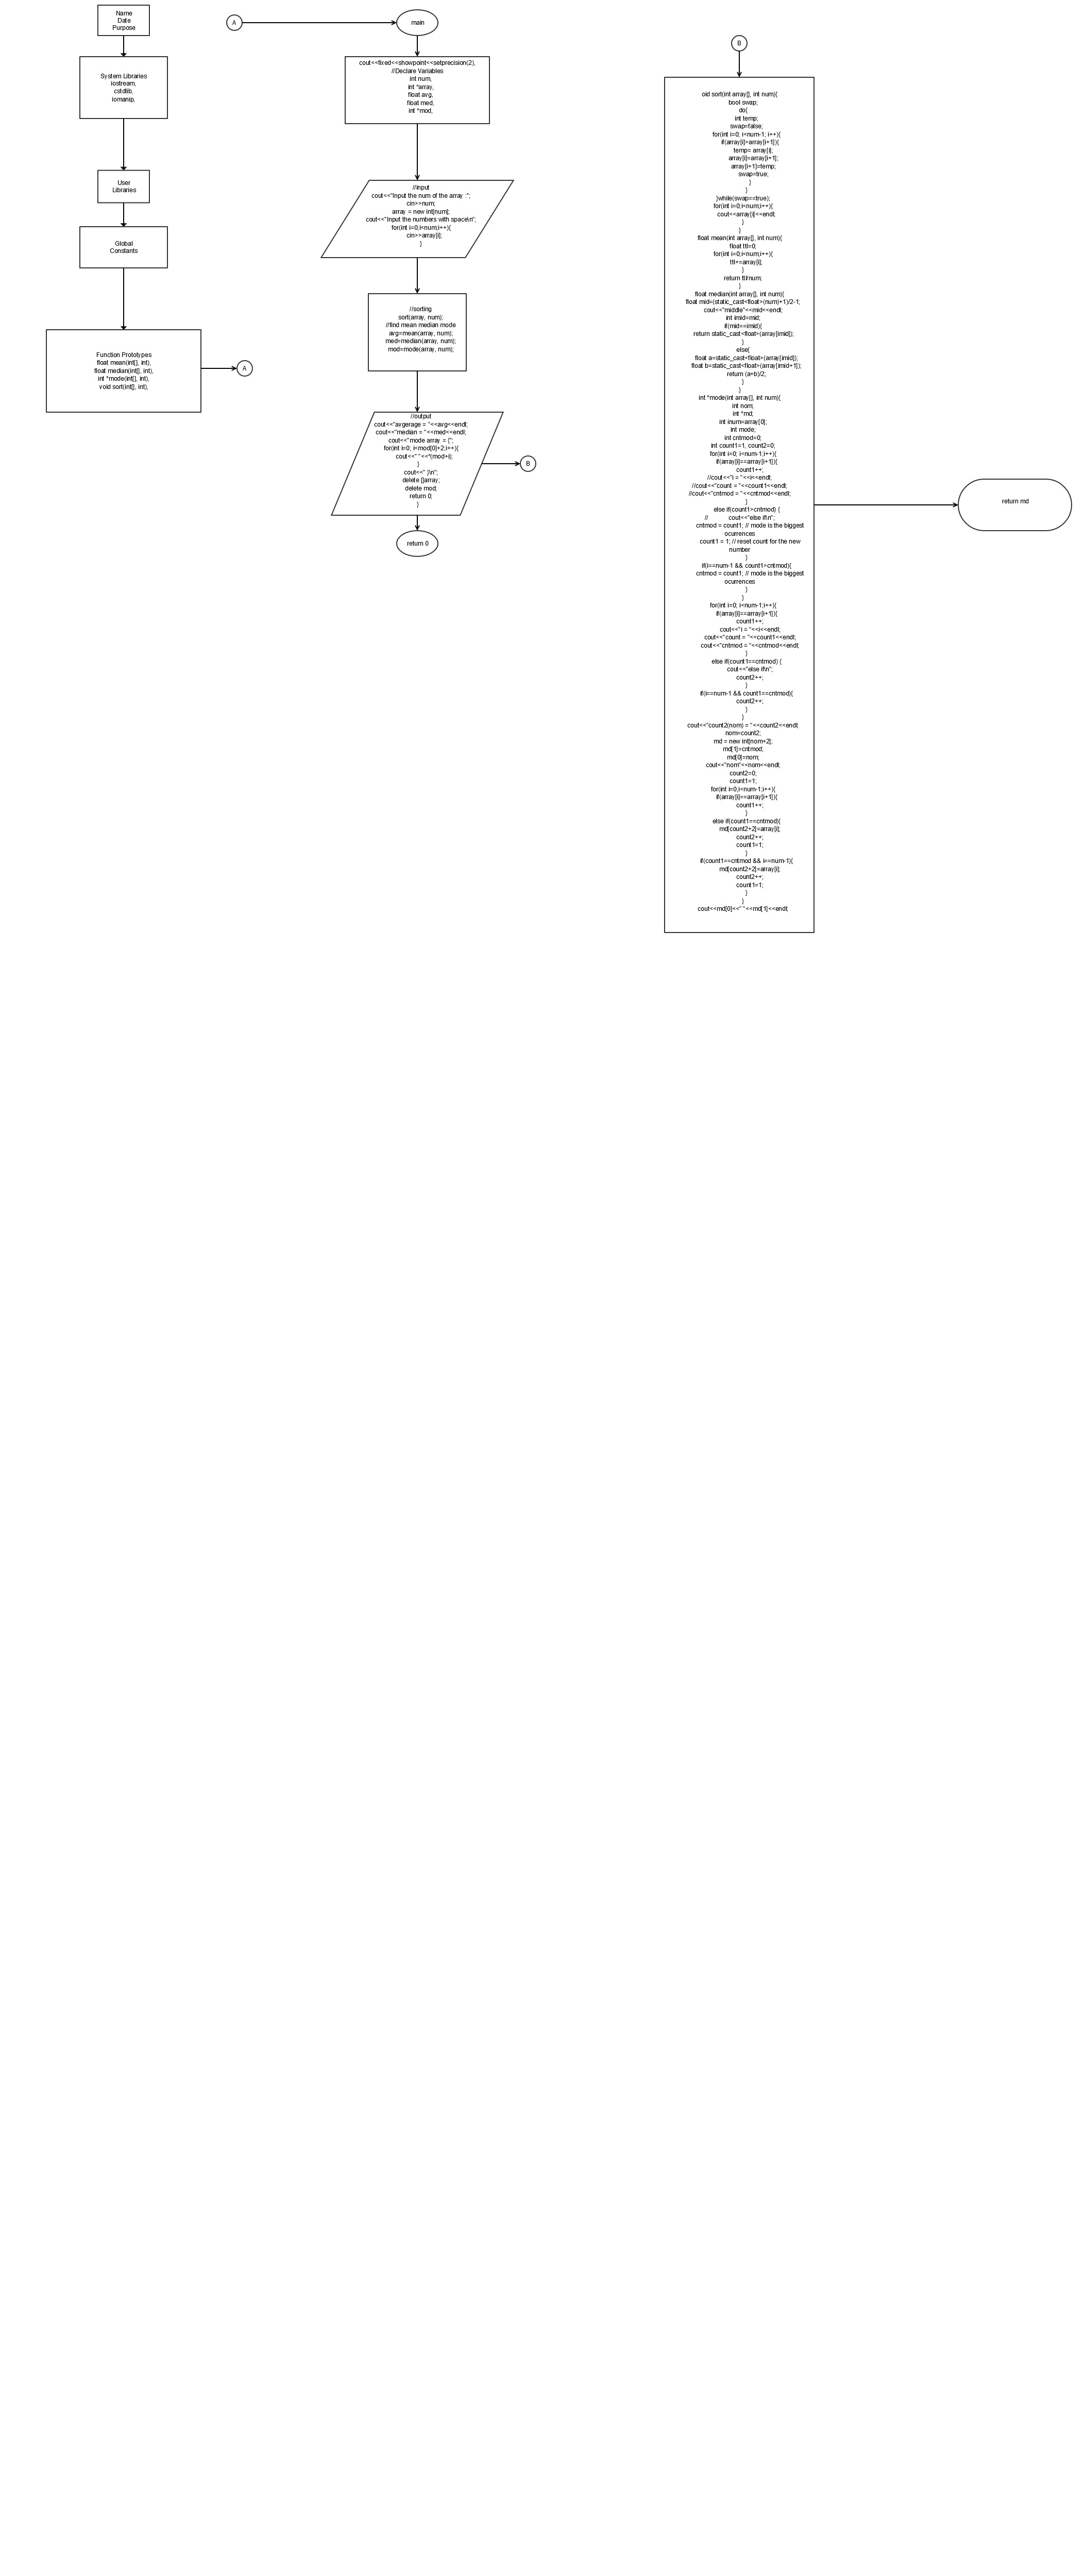 Name
Date
Purpose
System Libraries
iostream,
cstdlib,
iomanip,
User
Libraries
Global
Constants
Function Prototypes
float mean(int[], int),
float median(int[], int),
int *mode(int[], int),
void sort(int[], int),
A
A
main
cout<<fixed<<showpoint<<setprecision(2),
//Declare Variables
int num,
int *array,
float avg,
float med,
int *mod,
//input
cout<<"Input the num of the array :";
cin>>num;
array = new int[num];
cout<<"Input the numbers with space\n";
for(int i=0;i<num;i++){
cin>>array[i];
}
//sorting
sort(array, num);
//find mean median mode
avg=mean(array, num);
med=median(array, num);
mod=mode(array, num);
//output
cout<<"avgerage = "<<avg<<endl;
cout<<"median = "<<med<<endl;
cout<<"mode array = {";
for(int i=0; i<mod[0]+2;i++){
cout<<" "<<*(mod+i);
}
cout<<" }\n";
delete []array;
delete mod;
return 0;
}
B
return 0
B
oid sort(int array[], int num){
bool swap;
do{
int temp;
swap=false;
for(int i=0; i<num-1; i++){
if(array[i]>array[i+1]){
temp= array[i];
array[i]=array[i+1];
array[i+1]=temp;
swap=true;
}
}
}while(swap==true);
for(int i=0;i<num;i++){
cout<<array[i]<<endl;
}
}
float mean(int array[], int num){
float ttl=0;
for(int i=0;i<num;i++){
ttl+=array[i];
}
return ttl/num;
}
float median(int array[], int num){
float mid=(static_cast<float>(num)+1)/2-1;
cout<<"middle"<<mid<<endl;
int imid=mid;
if(mid==imid){
return static_cast<float>(array[imid]);
}
else{
float a=static_cast<float>(array[imid]);
float b=static_cast<float>(array[imid+1]);
return (a+b)/2;
}
}
int *mode(int array[], int num){
int nom;
int *md;
int inum=array[0];
int mode;
int cntmod=0;
int count1=1, count2=0;
for(int i=0; i<num-1;i++){
if(array[i]==array[i+1]){
count1++;
//cout<<"i = "<<i<<endl;
//cout<<"count = "<<count1<<endl;
//cout<<"cntmod = "<<cntmod<<endl;
}
else if(count1>cntmod) {
// cout<<"else if\n";
cntmod = count1; // mode is the biggest
ocurrences
count1 = 1; // reset count for the new
number
}
if(i==num-1 && count1>cntmod){
cntmod = count1; // mode is the biggest
ocurrences
}
}
for(int i=0; i<num-1;i++){
if(array[i]==array[i+1]){
count1++;
cout<<"i = "<<i<<endl;
cout<<"count = "<<count1<<endl;
cout<<"cntmod = "<<cntmod<<endl;
}
else if(count1==cntmod) {
cout<<"else if\n";
count2++;
}
if(i==num-1 && count1==cntmod){
count2++;
}
}
cout<<"count2(nom) = "<<count2<<endl;
nom=count2;
md = new int[nom+2];
md[1]=cntmod;
md[0]=nom;
cout<<"nom"<<nom<<endl;
count2=0;
count1=1;
for(int i=0;i<num-1;i++){
if(array[i]==array[i+1]){
count1++;
}
else if(count1==cntmod){
md[count2+2]=array[i];
count2++;
count1=1;
}
if(count1==cntmod && i==num-1){
md[count2+2]=array[i];
count2++;
count1=1;
}
}
cout<<md[0]<<" "<<md[1]<<endl;
return md